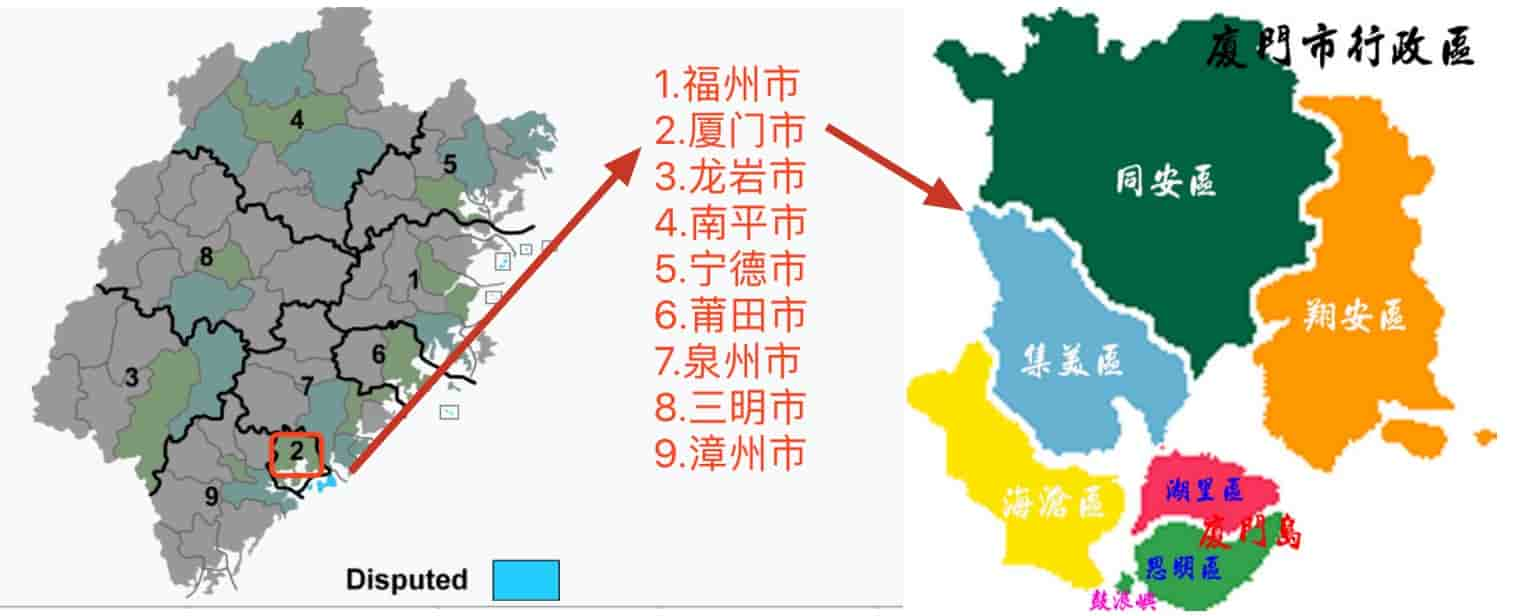 4
5
8
1
6
3
7
2
9
Disputed
1.福州市
2.厦门市
3.龙岩市
4.南平市
5.宁德市
6.莆田市
7.泉州市
8.三明市
9.漳州市
廈門市行政區
同安區
翔安區
集美區
海滄區
湖里區
廈門島
思明區
鼓浪嶼